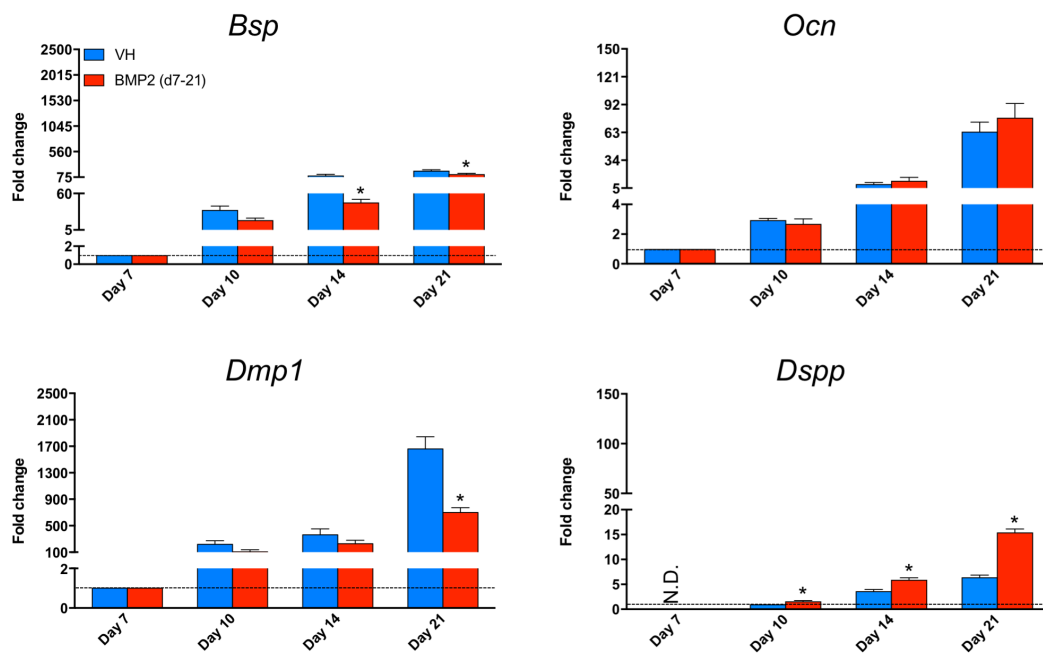 Bsp
Fold change
2500
2015
1530
1045
560
75
60
5
2
0
VH
BMP2 (d7-21)
*
*
Day 7
Day 10
Day 14
Day 21
Ocn
Fold change
150
121
92
63
34
5
4
2
0
Day 7
Day 10
Day 14
Day 21
Dmp1
Fold change
2500
2100
1700
1300
900
500
100
2
0
*
Day 7
Day 10
Day 14
Day 21
Dspp
Fold change
150
100
50
20
15
10
5
0
N.D.
*
*
*
Day 7
Day 10
Day 14
Day 21